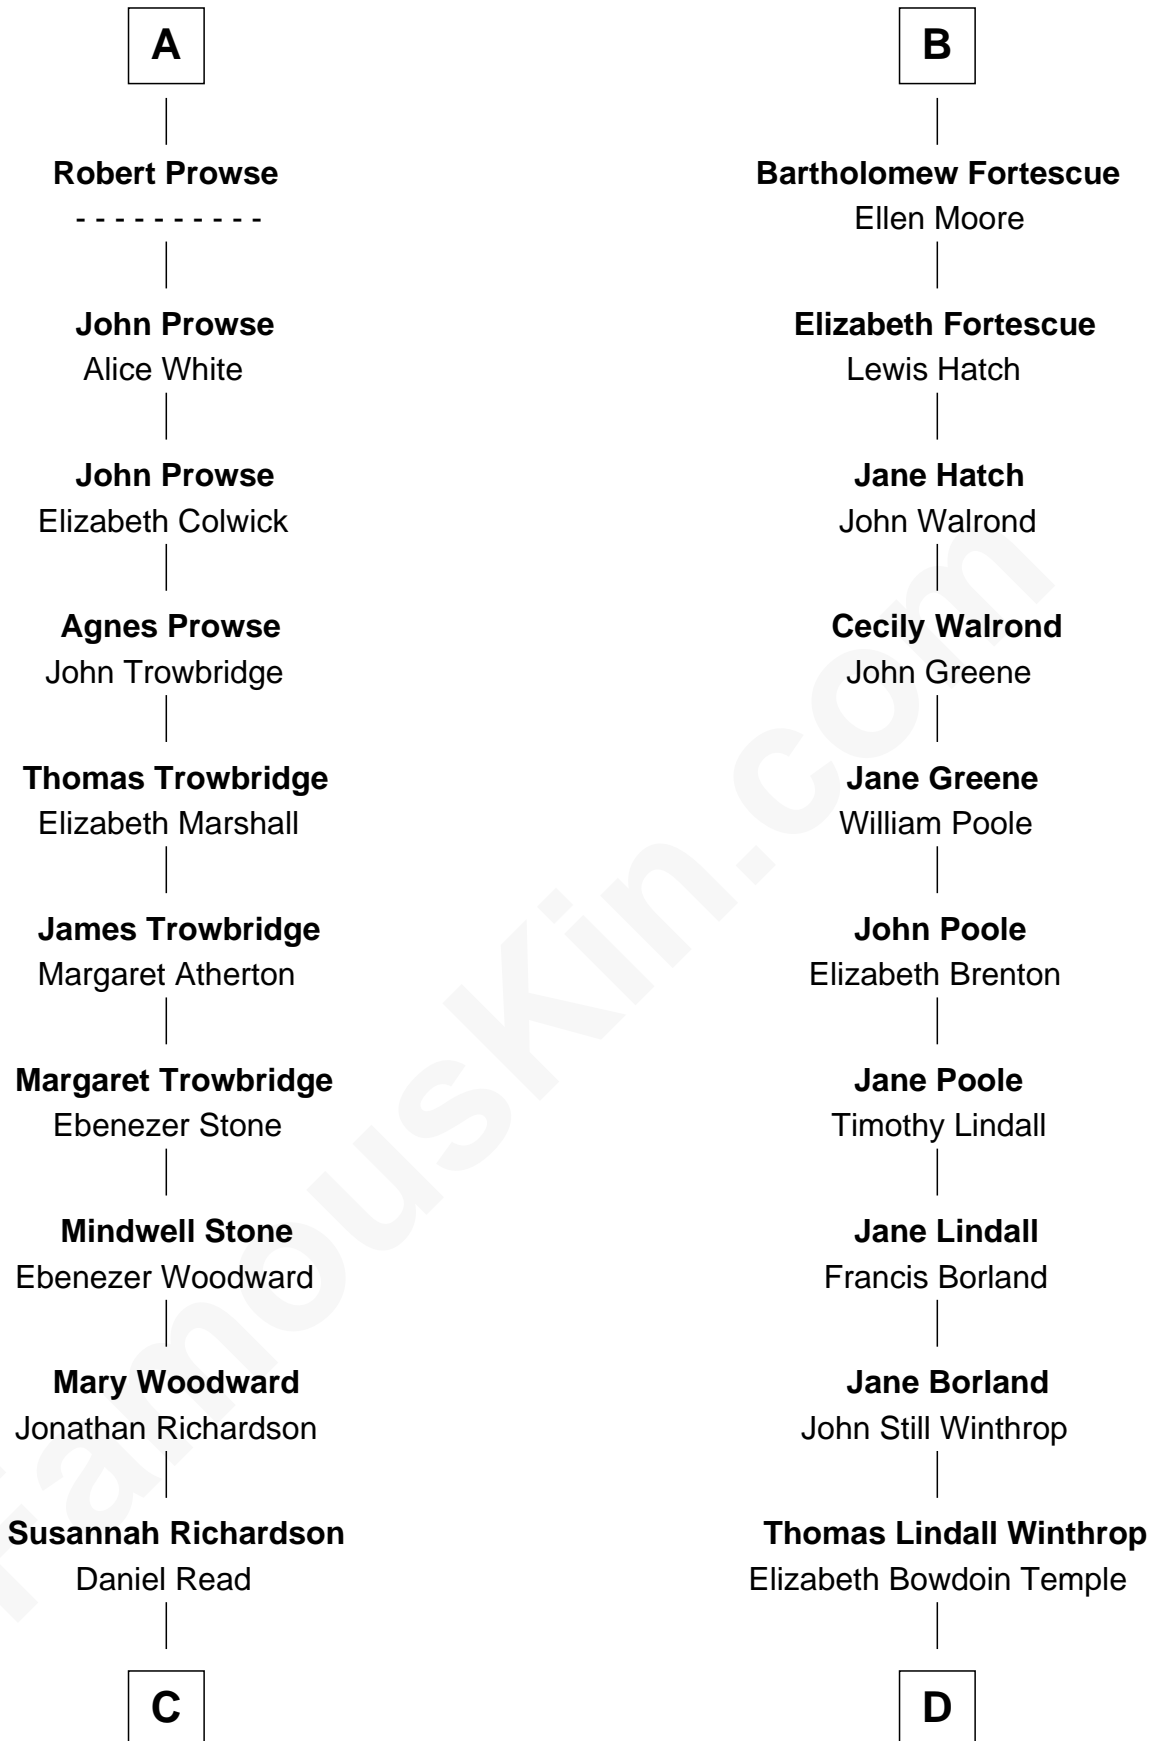 A
Robert Prowse
- - - - - - - - - -
John Prowse
Alice White
John Prowse
Elizabeth Colwick
Agnes Prowse
John Trowbridge
Thomas Trowbridge
Elizabeth Marshall
James Trowbridge
Margaret Atherton
Margaret Trowbridge
Ebenezer Stone
Mindwell Stone
Ebenezer Woodward
Mary Woodward
Jonathan Richardson
Susannah Richardson
Daniel Read
C
B
Bartholomew Fortescue
Ellen Moore
Elizabeth Fortescue
Lewis Hatch
Jane Hatch
John Walrond
Cecily Walrond
John Greene
Jane Greene
William Poole
John Poole
Elizabeth Brenton
Jane Poole
Timothy Lindall
Jane Lindall
Francis Borland
Jane Borland
John Still Winthrop
Thomas Lindall Winthrop
Elizabeth Bowdoin Temple
D
FamousKin.com